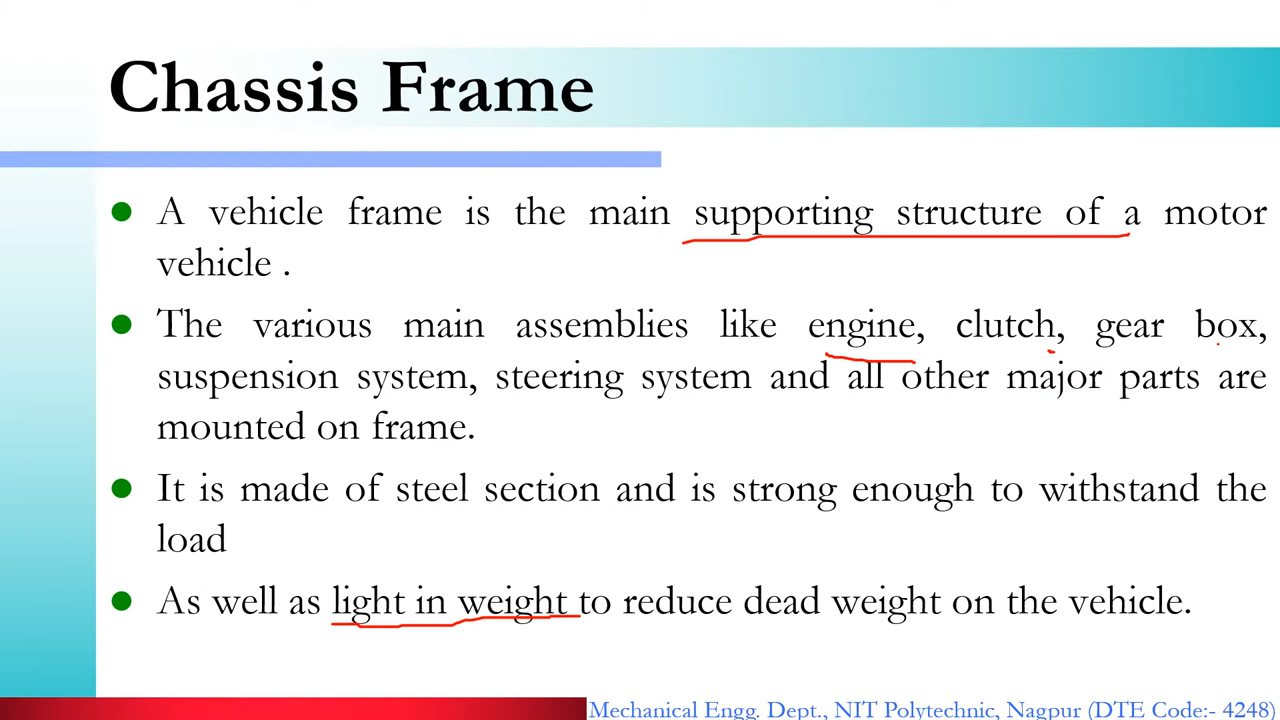 Chassis Frame
A vehicle frame is the main supporting structure of a motor
vehicle .
The various main assemblies like engine, clutch, gear box,
suspension system, steering system and all other major parts are
mounted on frame.
It is made of steel section and is strong enough to withstand the
load
As well as light in weight to reduce dead weight on the vehicle.
Mechanical Engg. Dept., NIT Polytechnic, Nagpur (DTE Code:- 4248)